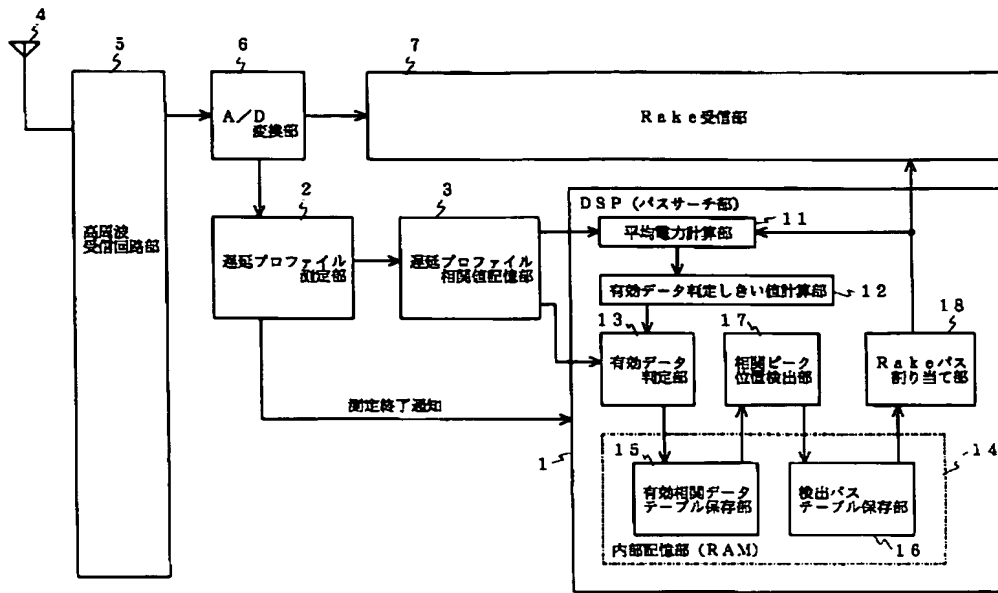 4
5
6
7
A/D
変換部
Rake受信部
高周波
受信回路部
2
遅延プロファイル
測定部
3
遅延プロファイル
相関値記憶部
DSP(パスサーチ部)
11
平均電力計算部
有効データ判定しきい値計算部
12
13
有効データ
判定部
17
相関ピーク
位置検出部
18
Rakeパス
割り当て部
測定終了通知
1
15
有効相関データ
テーブル保存部
検出パス
テーブル保存部
14
内部記憶部(RAM)
16